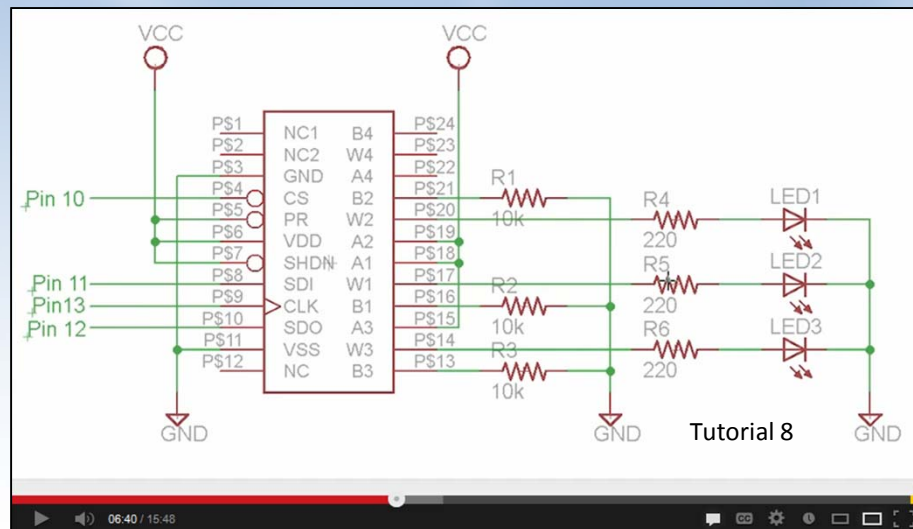 VCC
VCC
P$1 NC1 B4 P$24
P$2 NC2 W4 P$23
P$3 GND A4 P$22
Pin 10 P$4 CS B2 P$21 R1 10k
P$5 PR W2 P$20 R4 220 LED1
P$6 VDD A2 P$19
P$7 SHDN A1 P$18
Pin 11 P$8 SDI W1 P$17 R5 220 LED2
Pin13 P$9 CLK B1 P$16 R2 10k
Pin 12 P$10 SDO A3 P$15
P$11 VSS W3 P$14 R6 220 LED3
P$12 NC B3 P$13 R3 10k
GND
GND
Tutorial 8
GND
06:40 / 15:48
CC